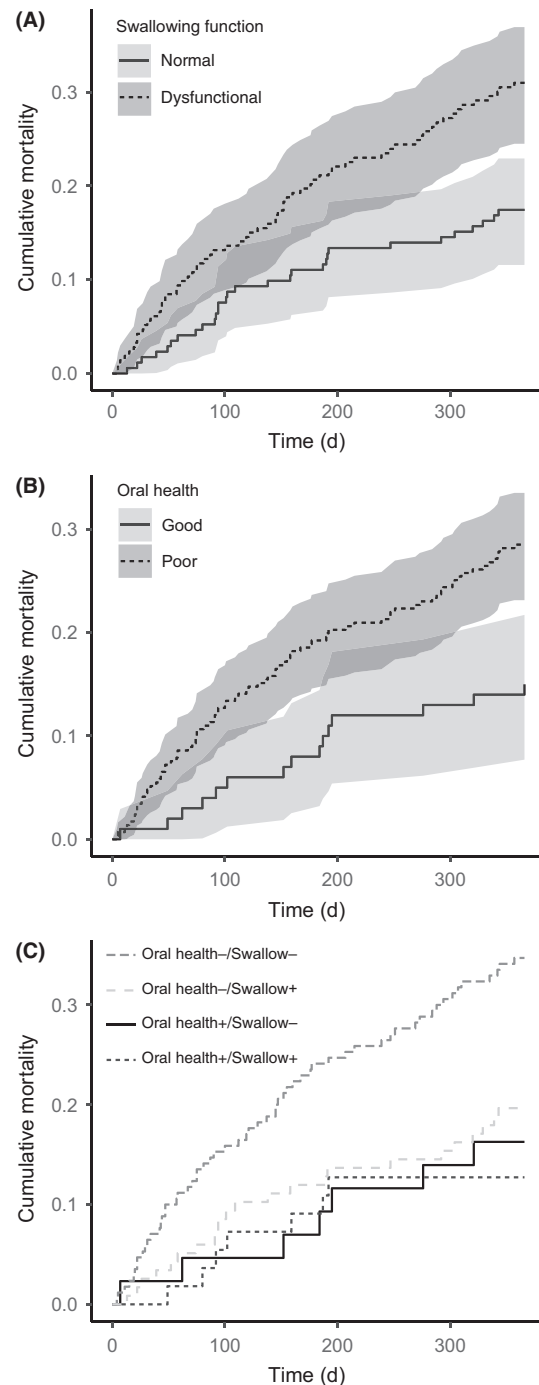 (A)
Swallowing function
Normal
Dysfunctional
Cumulative mortality
0.3
0.2
0.1
0.0
0 100 200 300
Time (d)
(B)
Oral health
Good
Poor
Cumulative mortality
0.3
0.2
0.1
0.0
0 100 200 300
Time (d)
(C)
Oral health–/Swallow–
Oral health–/Swallow+
Oral health+/Swallow–
Oral health+/Swallow+
Cumulative mortality
0.3
0.2
0.1
0.0
0 100 200 300
Time (d)